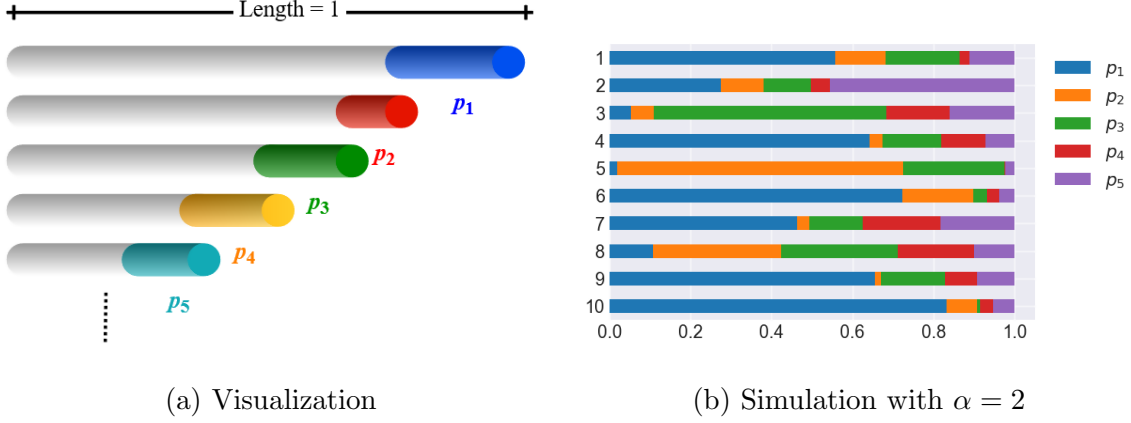 Length = 1
p1
p2
p3
p4
p5
(a) Visualization
1
2
3
4
5
6
7
8
9
10
0.0 0.2 0.4 0.6 0.8 1.0
p1
p2
p3
p4
p5
(b) Simulation with α = 2